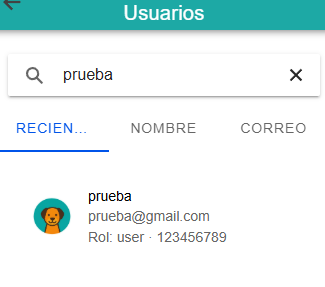 Usuarios
prueba
RECIEN...
NOMBRE
CORREO
prueba
prueba@gmail.com
Rol: user · 123456789